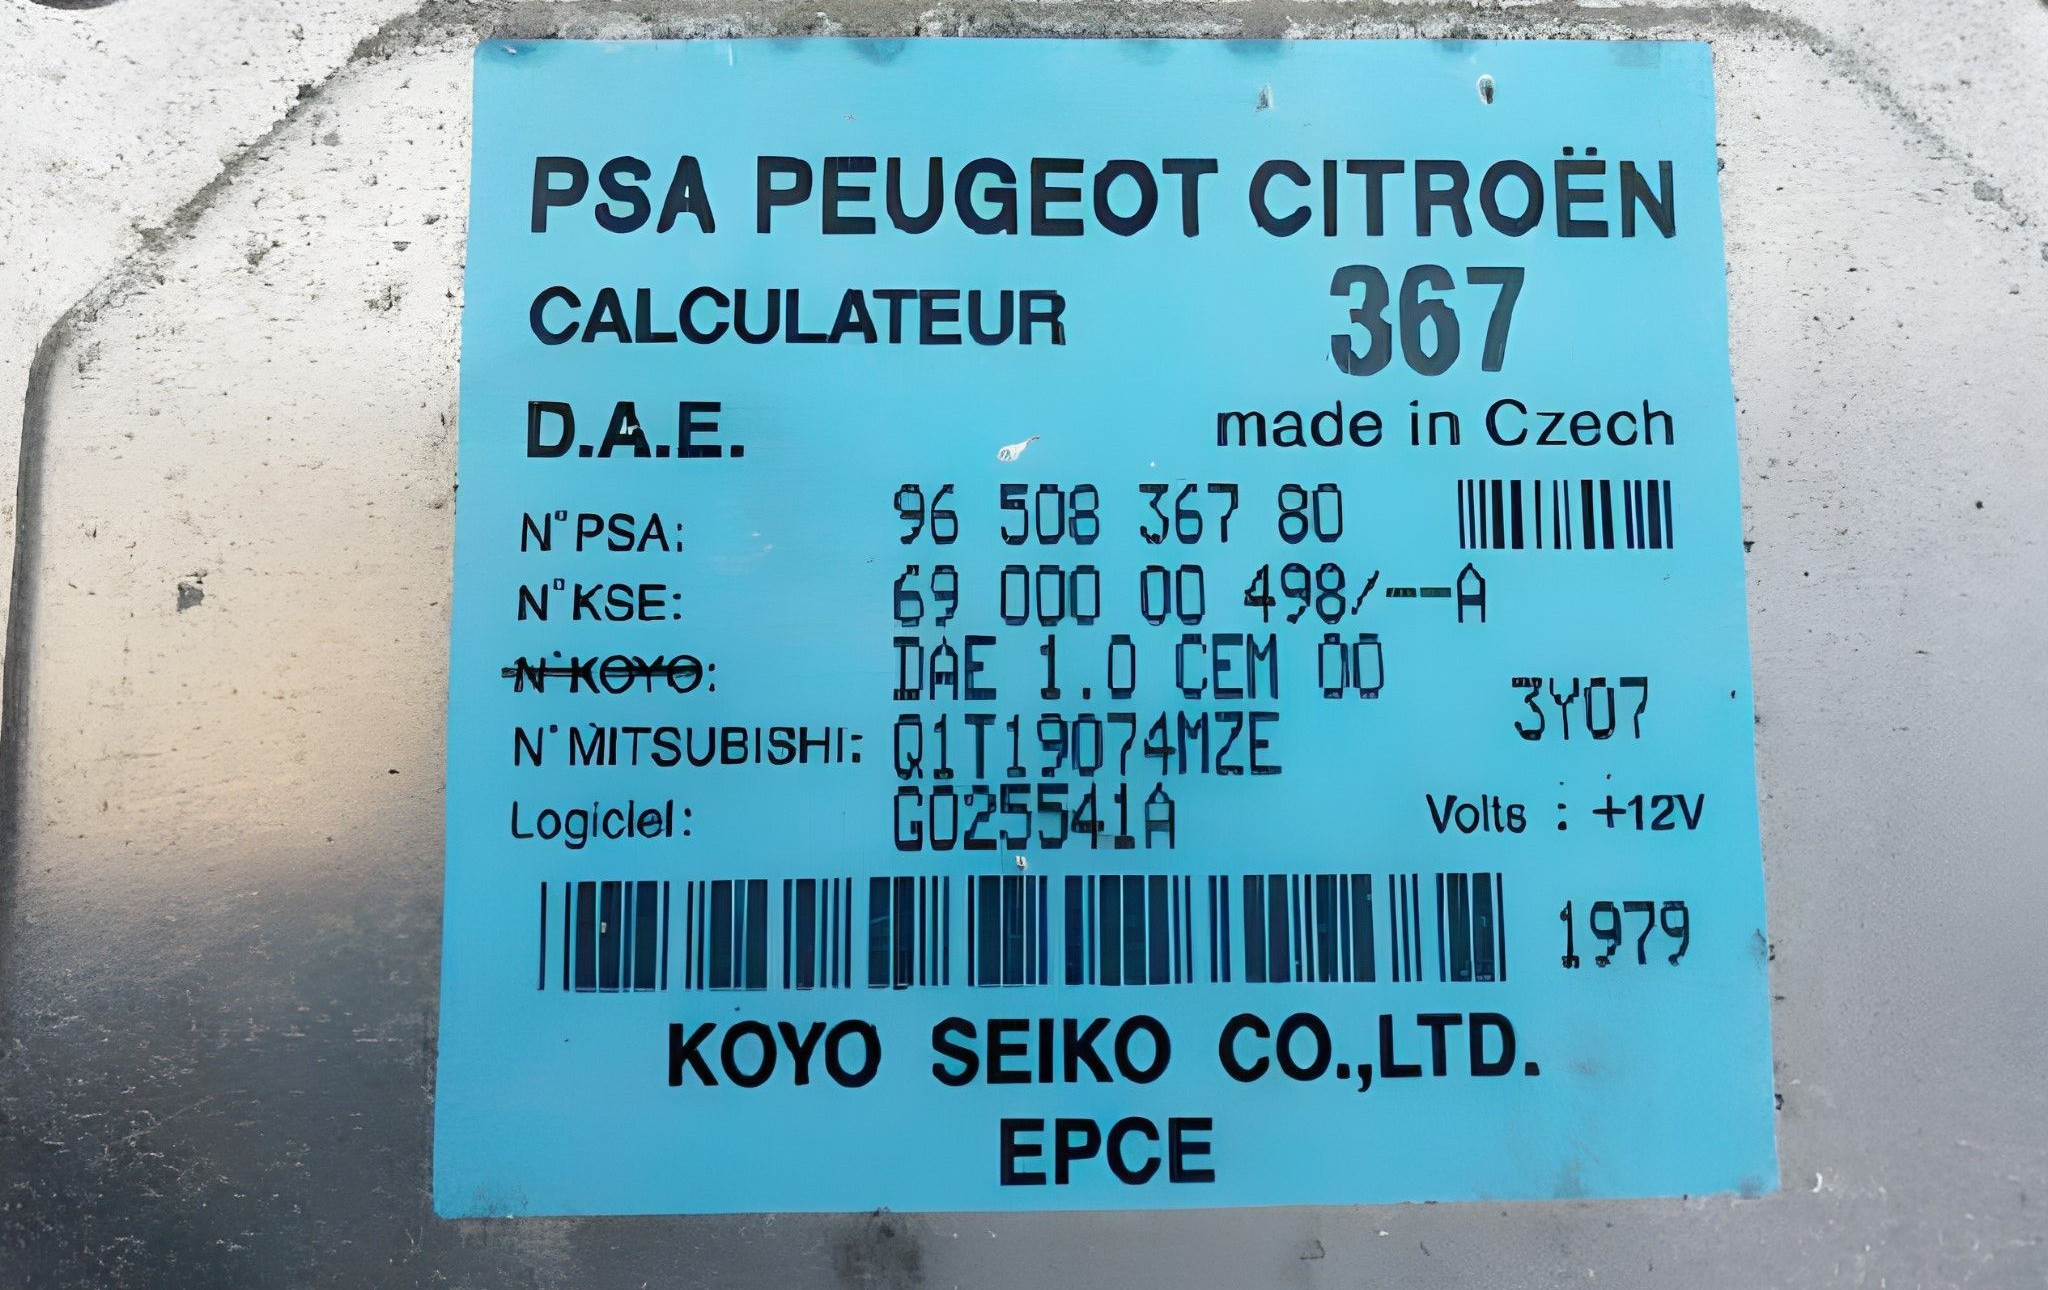 PSA PEUGEOT CITROËN
CALCULATEUR 367
D.A.E. made in Czech
N°PSA: 96 508 367 80
N°KSE: 69 000 00 498/--A
N°KOYO: DAE 1.0 CEM 00
3Y07
N°MITSUBISHI: Q1T19074MZE
Logiciel: G025541A Volts : +12V
1979
KOYO SEIKO CO.,LTD.
EPCE